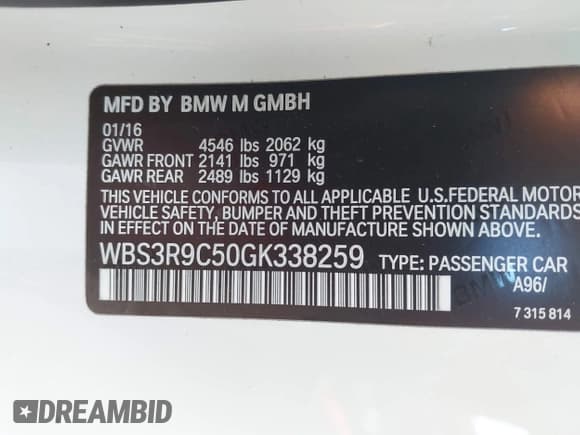 MFD BY BMW M GMBH
01/16
GVWR 4546 lbs 2062 kg
GAWR FRONT 2141 lbs 971 kg
GAWR REAR 2489 lbs 1129 kg
THIS VEHICLE CONFORMS TO ALL APPLICABLE U.S.FEDERAL MOTOR
VEHICLE SAFETY, BUMPER AND THEFT PREVENTION STANDARDS
IN EFFECT ON THE DATE OF MANUFACTURE SHOWN ABOVE.
WBS3R9C50GK338259 TYPE: PASSENGER CAR
A96/
7 315 814
DREAMBID